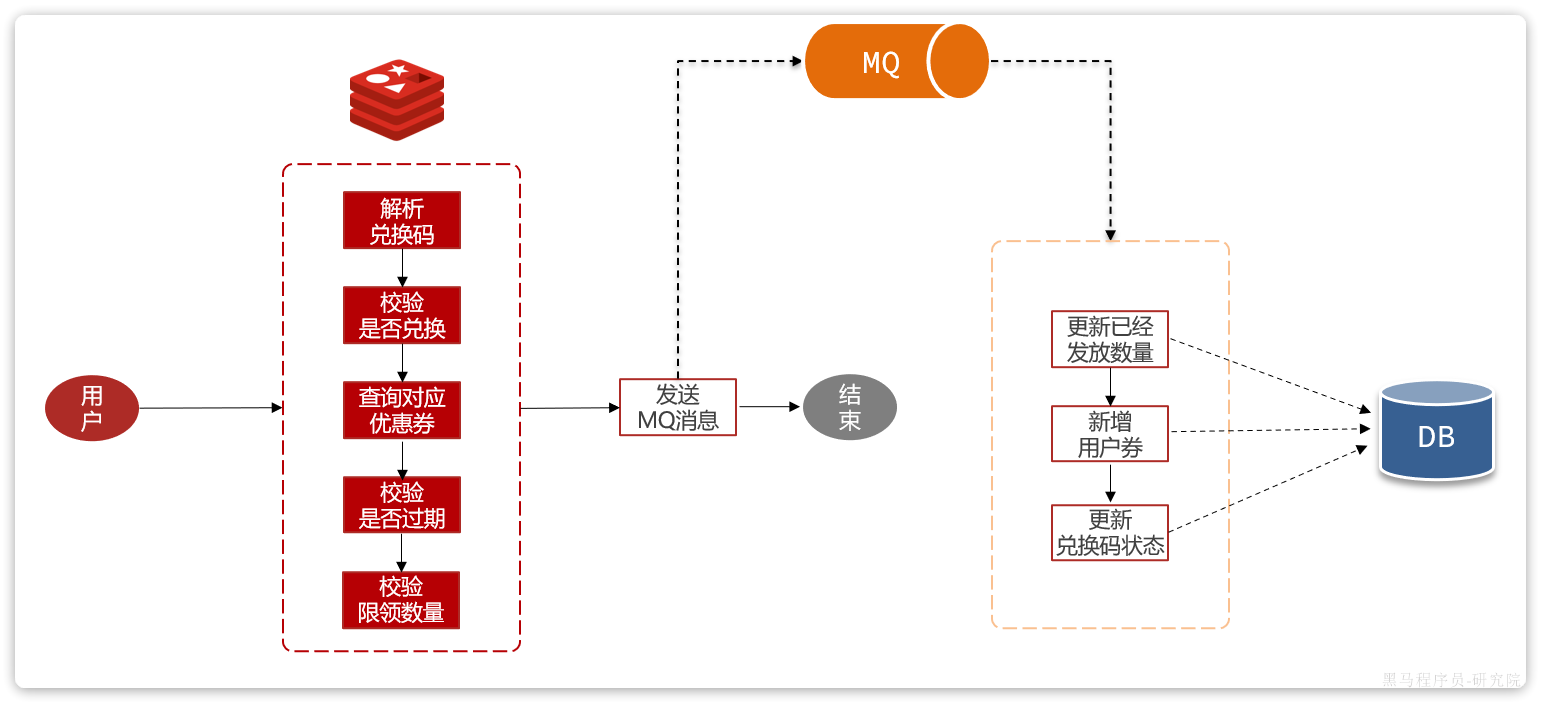 MQ
解析
兑换码
校验
是否兑换
查询对应
优惠券
校验
是否过期
校验
限领数量
用
户
发送
MQ消息
结
束
更新已经
发放数量
新增
用户券
更新
兑换码状态
DB
黑马程序员-研究院